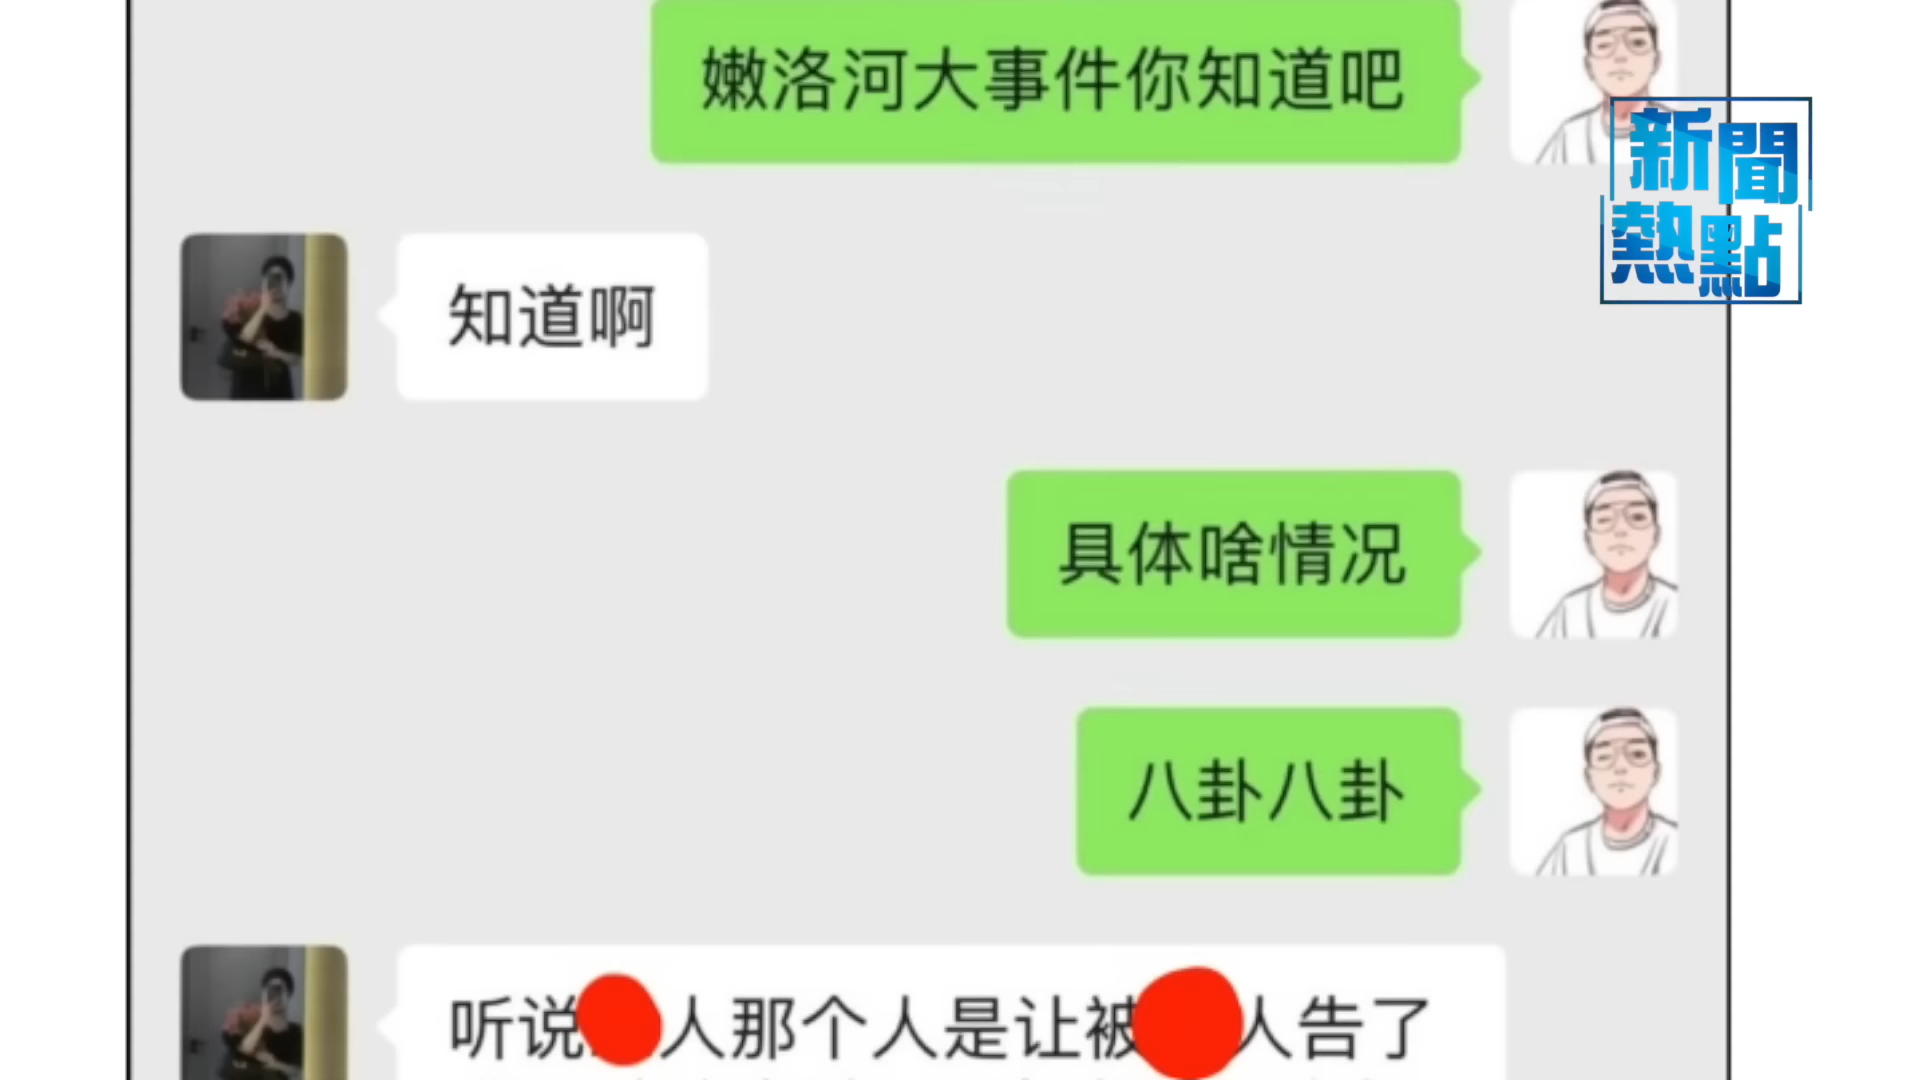 嫩洛河大事件你知道吧
新聞
熱點
知道啊
具体啥情况
八卦八卦
听说人那个人是让被人告了